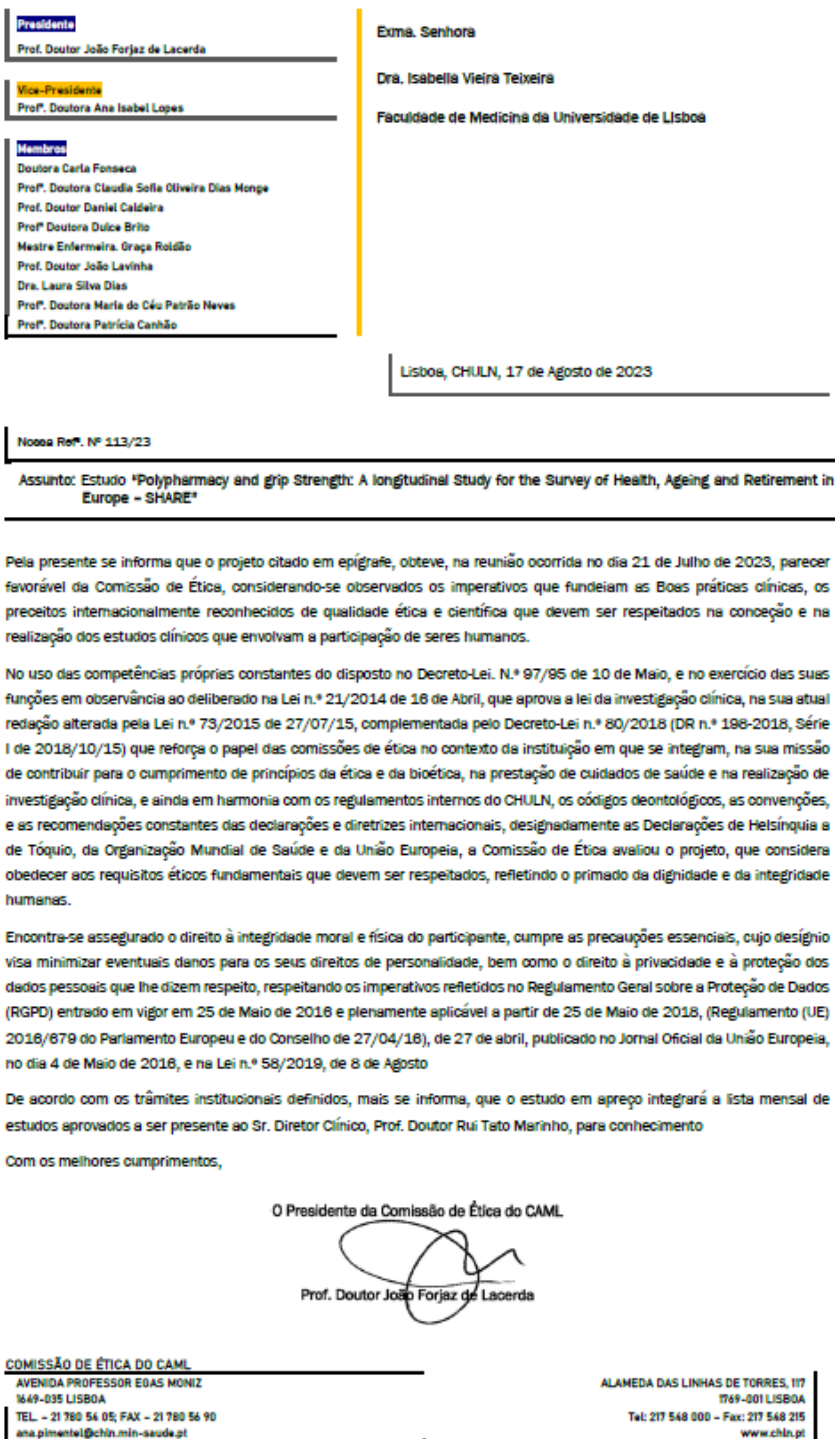 Presidente
Prof. Doutor João Forjaz de Lacerda
Vice-Presidente
Profª. Doutora Ana Isabel Lopes
Membros
Doutora Carla Fonseca
Profª. Doutora Claudia Sofia Oliveira Dias Monge
Prof. Doutor Daniel Caldeira
Profª Doutora Dulce Brito
Mestre Enfermeira. Graça Roldão
Prof. Doutor João Lavinha
Dra. Laura Silva Dias
Profª. Doutora Maria do Céu Patrão Neves
Profª. Doutora Patrícia Canhão
Exma. Senhora
Dra. Isabella Vieira Teixeira
Faculdade de Medicina da Universidade de Lisboa
Lisboa, CHULN, 17 de Agosto de 2023
Nossa Refª. Nº 113/23
Assunto: Estudo "Polypharmacy and grip Strength: A longitudinal Study for the Survey of Health, Ageing and Retirement in
Europe – SHARE"
Pela presente se informa que o projeto citado em epígrafe, obteve, na reunião ocorrida no dia 21 de Julho de 2023, parecer
favorável da Comissão de Ética, considerando-se observados os imperativos que fundeiam as Boas práticas clínicas, os
preceitos internacionalmente reconhecidos de qualidade ética e científica que devem ser respeitados na conceção e na
realização dos estudos clínicos que envolvam a participação de seres humanos.
No uso das competências próprias constantes do disposto no Decreto-Lei. N.º 97/95 de 10 de Maio, e no exercício das suas
funções em observância ao deliberado na Lei n.º 21/2014 de 16 de Abril, que aprova a lei da investigação clínica, na sua atual
redação alterada pela Lei n.º 73/2015 de 27/07/15, complementada pelo Decreto-Lei n.º 80/2018 (DR n.º 198-2018, Série
I de 2018/10/15) que reforça o papel das comissões de ética no contexto da instituição em que se integram, na sua missão
de contribuir para o cumprimento de princípios da ética e da bioética, na prestação de cuidados de saúde e na realização de
investigação clínica, e ainda em harmonia com os regulamentos internos do CHULN, os códigos deontológicos, as convenções,
e as recomendações constantes das declarações e diretrizes internacionais, designadamente as Declarações de Helsínquia a
de Tóquio, da Organização Mundial de Saúde e da União Europeia, a Comissão de Ética avaliou o projeto, que considera
obedecer aos requisitos éticos fundamentais que devem ser respeitados, refletindo o primado da dignidade e da integridade
humanas.
Encontra-se assegurado o direito à integridade moral e física do participante, cumpre as precauções essenciais, cujo desígnio
visa minimizar eventuais danos para os seus direitos de personalidade, bem como o direito à privacidade e à proteção dos
dados pessoais que lhe dizem respeito, respeitando os imperativos refletidos no Regulamento Geral sobre a Proteção de Dados
(RGPD) entrado em vigor em 25 de Maio de 2016 e plenamente aplicável a partir de 25 de Maio de 2018, (Regulamento (UE)
2016/679 do Parlamento Europeu e do Conselho de 27/04/16), de 27 de abril, publicado no Jornal Oficial da União Europeia,
no dia 4 de Maio de 2016, e na Lei n.º 58/2019, de 8 de Agosto
De acordo com os trâmites institucionais definidos, mais se informa, que o estudo em apreço integrará a lista mensal de
estudos aprovados a ser presente ao Sr. Diretor Clínico, Prof. Doutor Rui Tato Marinho, para conhecimento
Com os melhores cumprimentos,
O Presidente da Comissão de Ética do CAML
Prof. Doutor João Forjaz de Lacerda
COMISSÃO DE ÉTICA DO CAML
AVENIDA PROFESSOR EGAS MONIZ
1649-035 LISBOA
TEL. – 21 780 54 05; FAX – 21 780 56 90
ana.pimentel@chln.min-saude.pt
ALAMEDA DAS LINHAS DE TORRES, 117
1769-001 LISBOA
Tel: 217 548 000 – Fax: 217 548 215
www.chln.pt